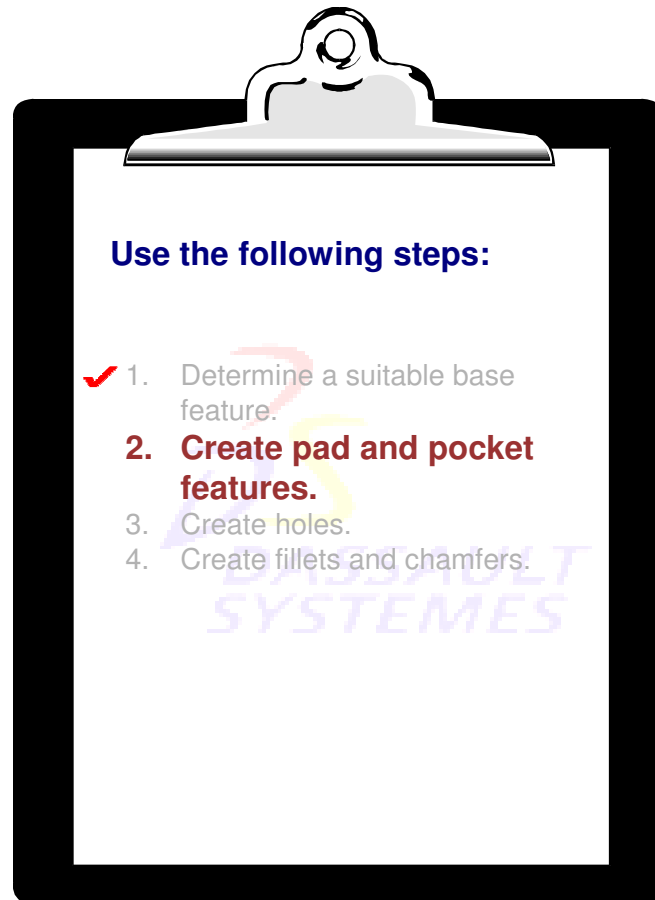 Use the following steps:
1. Determine a suitable base
feature.
2. Create pad and pocket
features.
3. Create holes.
4. Create fillets and chamfers.
DASSAULT
SYSTEMES